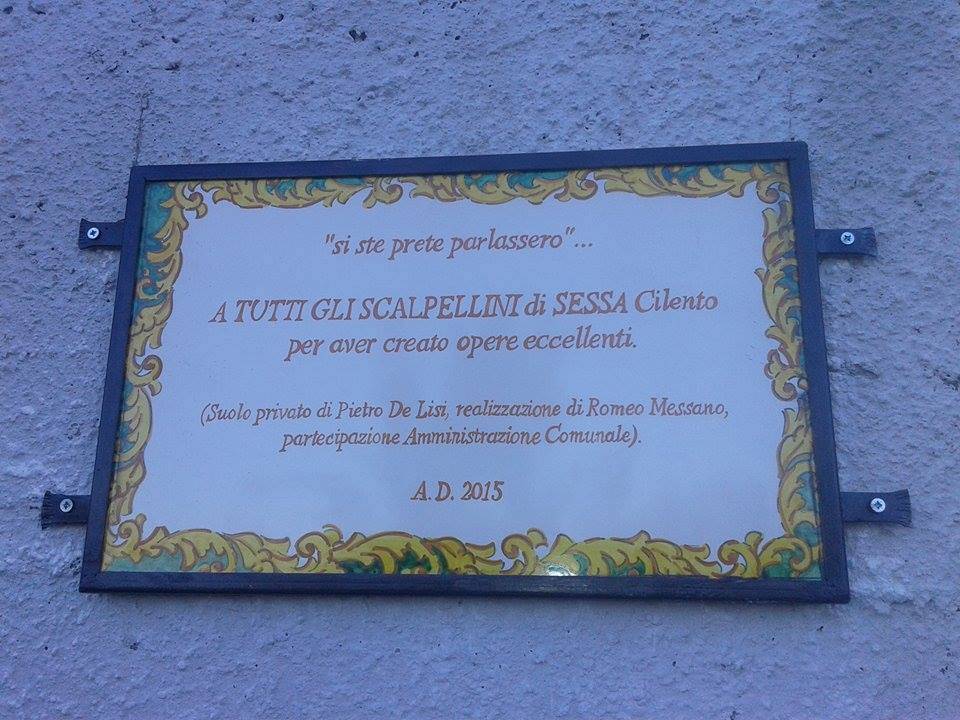 "si ste prete parlassero"...
A TUTTI GLI SCALPELLINI di SESSA Cilento
per aver creato opere eccellenti.
(Suolo privato di Pietro De Lisi, realizzazione di Romeo Messano,
partecipazione Amministrazione Comunale).
A.D. 2015